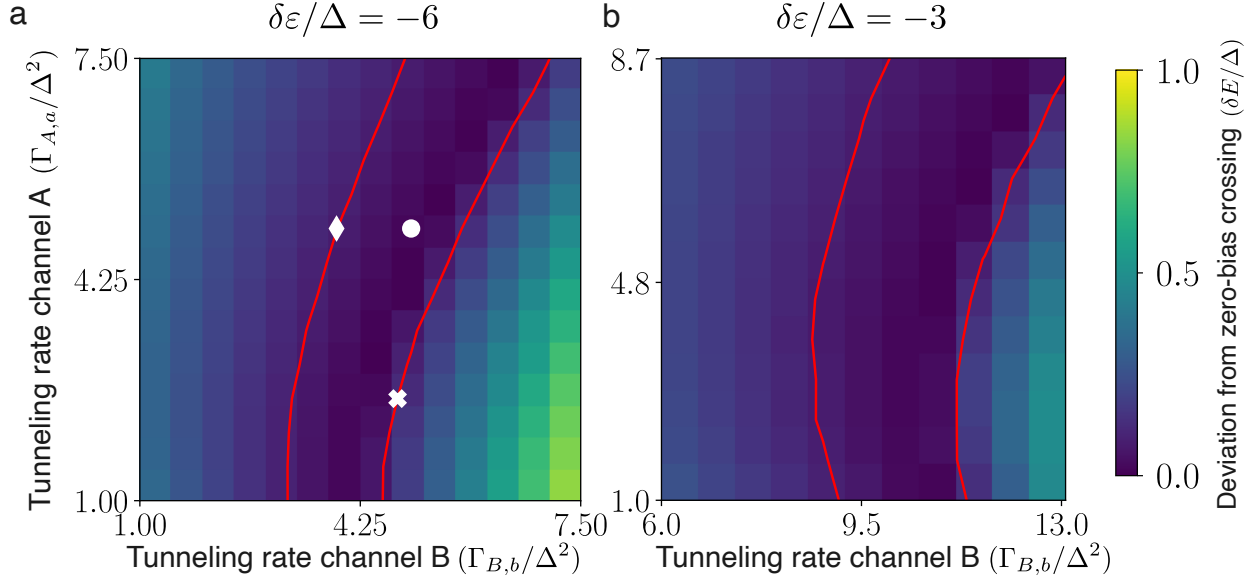 a
δε/Δ = −6
b
δε/Δ = −3
7.50
4.25
1.00
1.00
4.25
7.50
Tunneling rate channel A (Γ_{A,a}/Δ²)
Tunneling rate channel B (Γ_{B,b}/Δ²)
8.7
4.8
1.0
6.0
9.5
13.0
Tunneling rate channel B (Γ_{B,b}/Δ²)
1.0
0.5
0.0
Deviation from zero-bias crossing (δE/Δ)